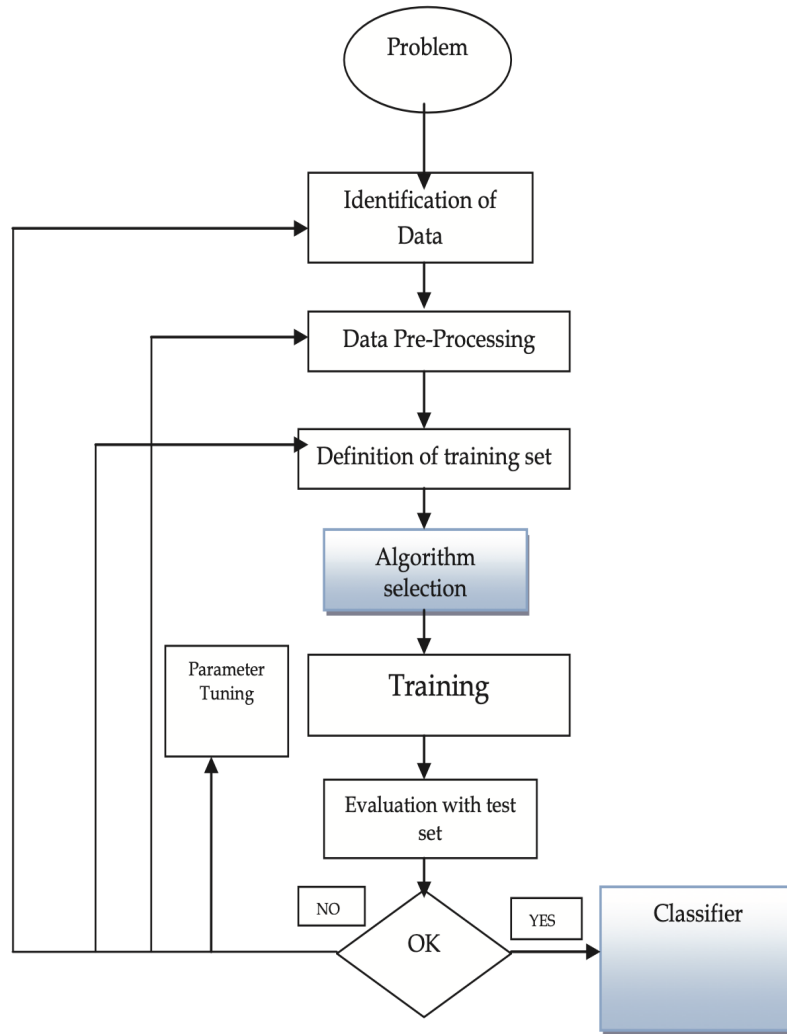 Problem
Identification of
Data
Data Pre-Processing
Definition of training set
Algorithm
selection
Parameter
Tuning
Training
Evaluation with test
set
NO
OK
YES
Classifier